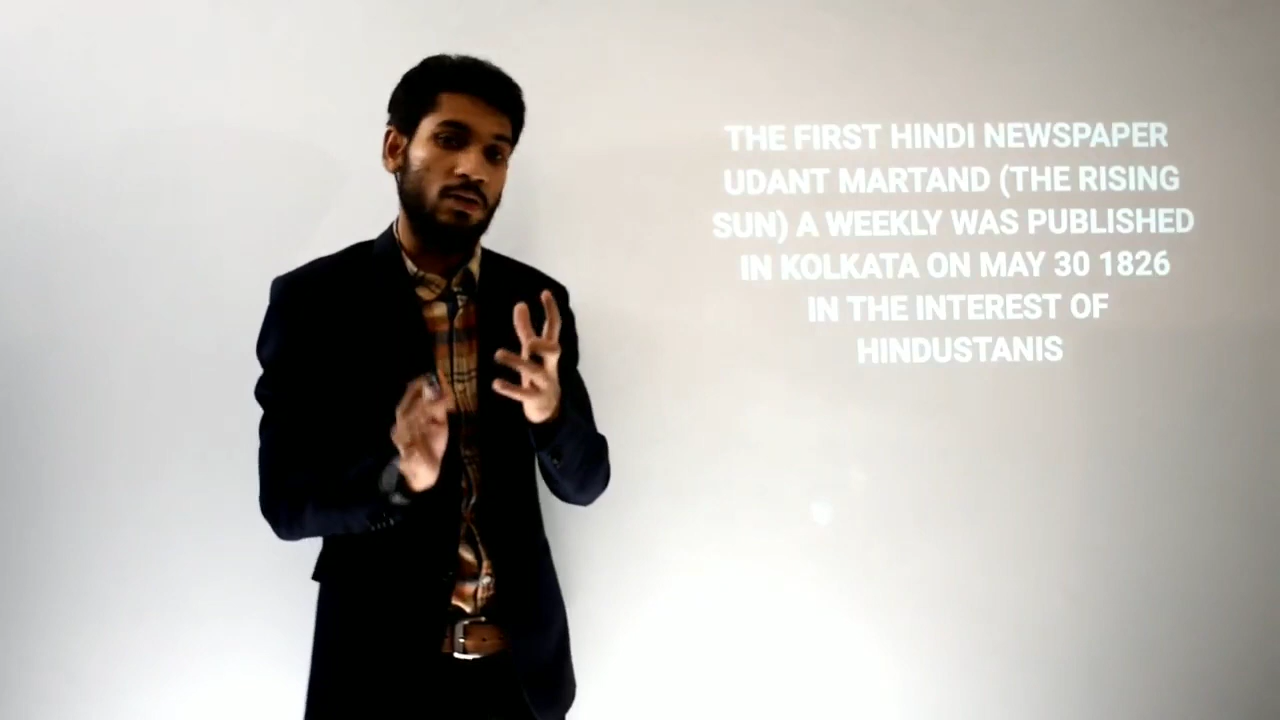 THE FIRST HINDI NEWSPAPER
UDANT MARTAND (THE RISING
SUN) A WEEKLY WAS PUBLISHED
IN KOLKATA ON MAY 30 1826
IN THE INTEREST OF
HINDUSTANIS